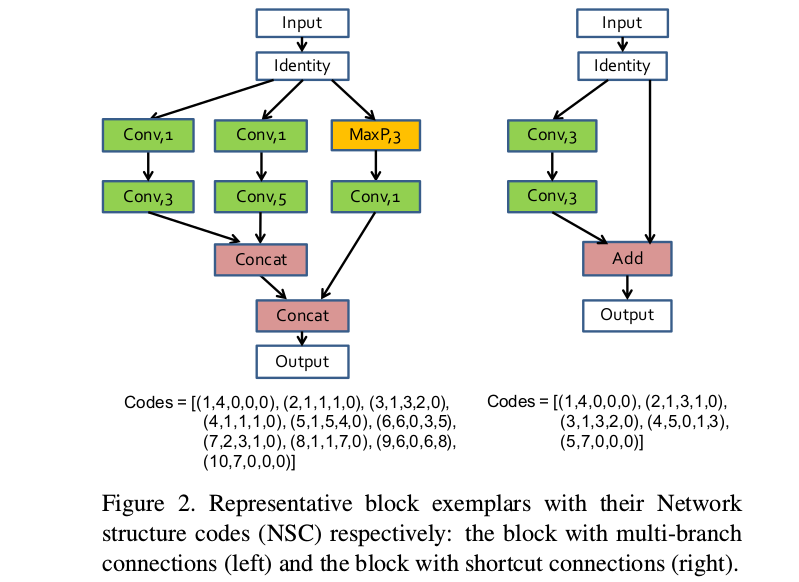 Input
Identity
Conv,1
Conv,1
MaxP,3
Conv,3
Conv,5
Conv,1
Concat
Concat
Output
Codes = [(1,4,0,0,0), (2,1,1,1,0), (3,1,3,2,0),
(4,1,1,1,0), (5,1,5,4,0), (6,6,0,3,5),
(7,2,3,1,0), (8,1,1,7,0), (9,6,0,6,8),
(10,7,0,0,0)]
Input
Identity
Conv,3
Conv,3
Add
Output
Codes = [(1,4,0,0,0), (2,1,3,1,0),
(3,1,3,2,0), (4,5,0,1,3),
(5,7,0,0,0)]
Figure 2. Representative block exemplars with their Network
structure codes (NSC) respectively: the block with multi-branch
connections (left) and the block with shortcut connections (right).